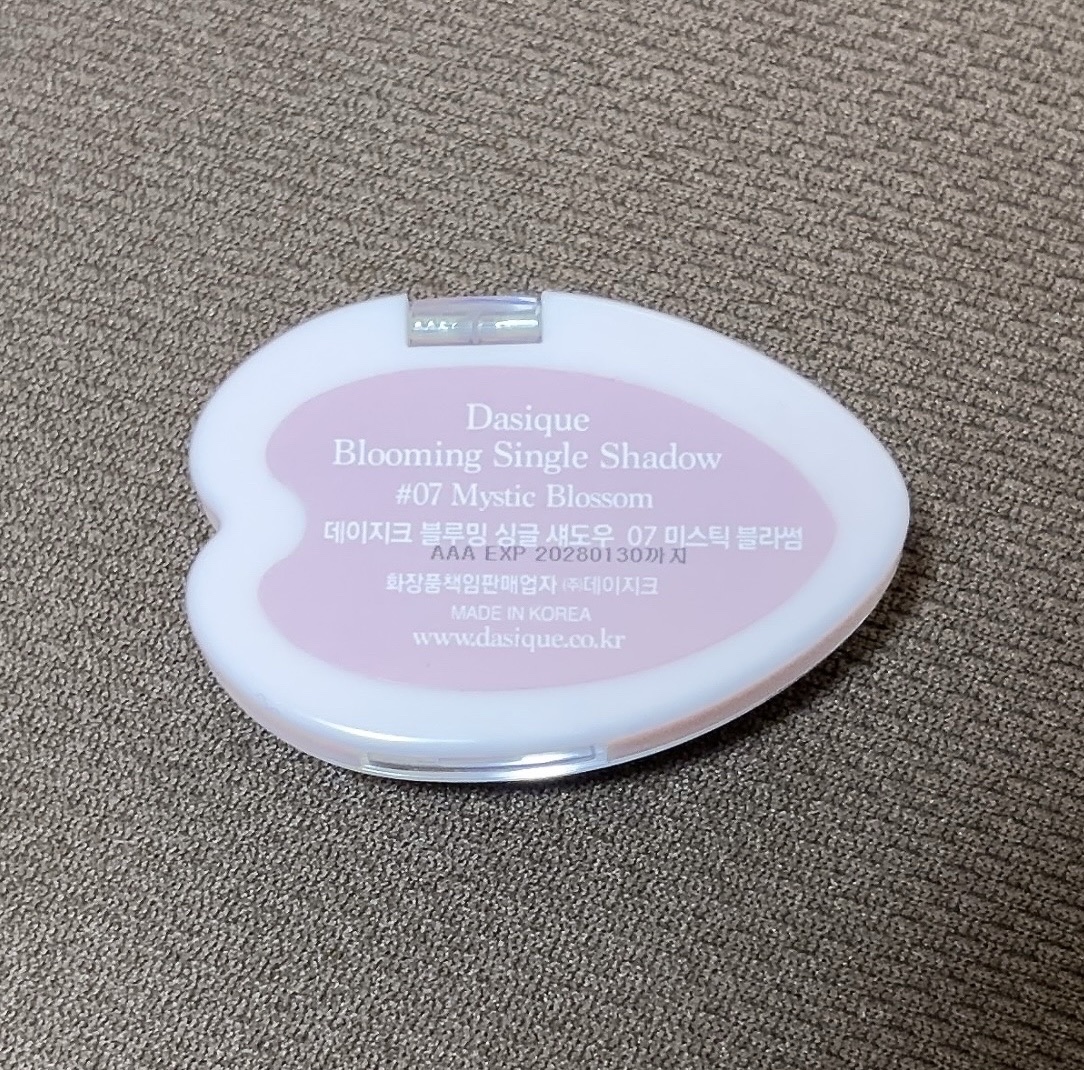 Dasique
Blooming Single Shadow
#07 Mystic Blossom
데이지크 블루밍 싱글 섀도우 07 미스틱 블라썸
AAA EXP 20280130까지
화장품책임판매업자 ㈜데이지크
MADE IN KOREA
www.dasique.co.kr